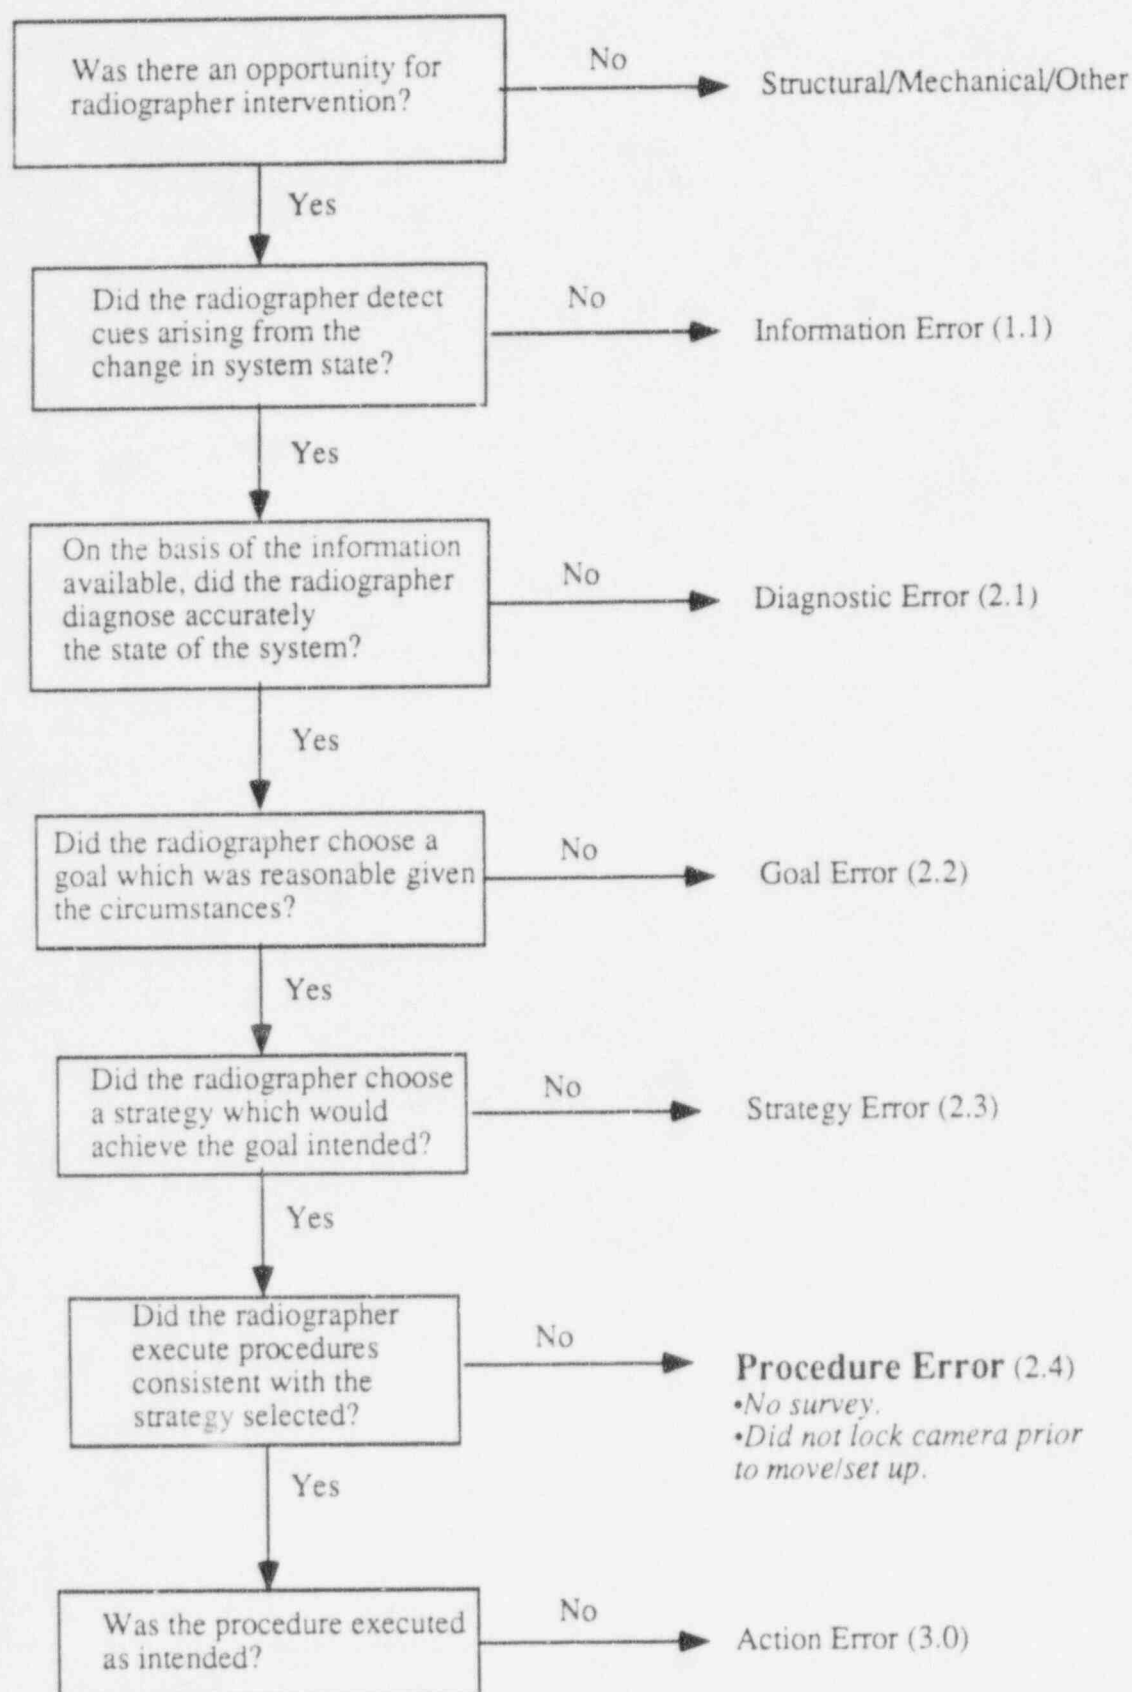 Was there an opportunity for
radiographer intervention?
No
Structural/Mechanical/Other
Yes
Did the radiographer detect
cues arising from the
change in system state?
No
Information Error (1.1)
Yes
On the basis of the information
available, did the radiographer
diagnose accurately
the state of the system?
No
Diagnostic Error (2.1)
Yes
Did the radiographer choose a
goal which was reasonable given
the circumstances?
No
Goal Error (2.2)
Yes
Did the radiographer choose
a strategy which would
achieve the goal intended?
No
Strategy Error (2.3)
Yes
Did the radiographer
execute procedures
consistent with the
strategy selected?
No
Procedure Error (2.4)
•No survey.
•Did not lock camera prior
to move/set up.
Yes
Was the procedure executed
as intended?
No
Action Error (3.0)